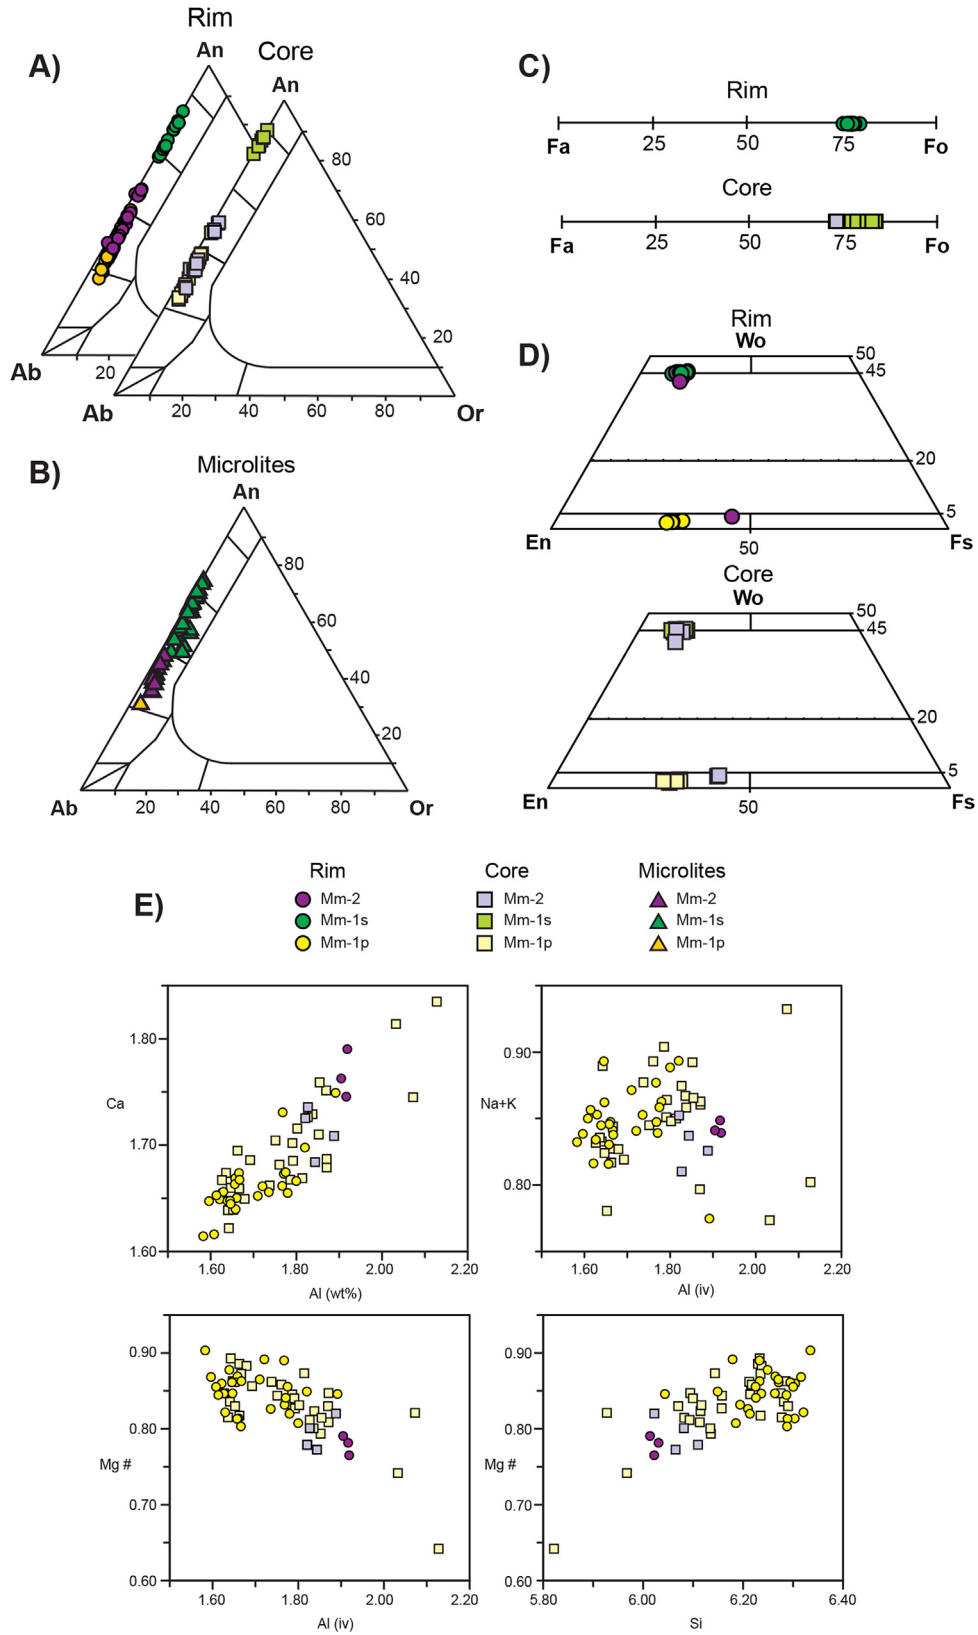 A)
Rim
An
Core
An
80
60
40
20
Ab
20
Ab
20
40
60
80
Or
B)
Microlites
An
80
60
40
20
Ab
20
40
60
80
Or
C)
Rim
Fa
25
50
75
Fo
Core
Fa
25
50
75
Fo
D)
Rim
Wo
50
45
20
5
En
50
Fs
Core
Wo
50
45
20
5
En
50
Fs
E)
Rim Core Microlites
Mm-2 Mm-2 Mm-2
Mm-1s Mm-1s Mm-1s
Mm-1p Mm-1p Mm-1p
1.80
Ca
1.70
1.60
1.60 1.80 2.00 2.20
Al (wt%)
0.90
Na+K
0.80
1.60 1.80 2.00 2.20
Al (iv)
0.90
0.80
Mg #
0.70
0.60
1.60 1.80 2.00 2.20
Al (iv)
0.90
0.80
Mg #
0.70
0.60
5.80 6.00 6.20 6.40
Si